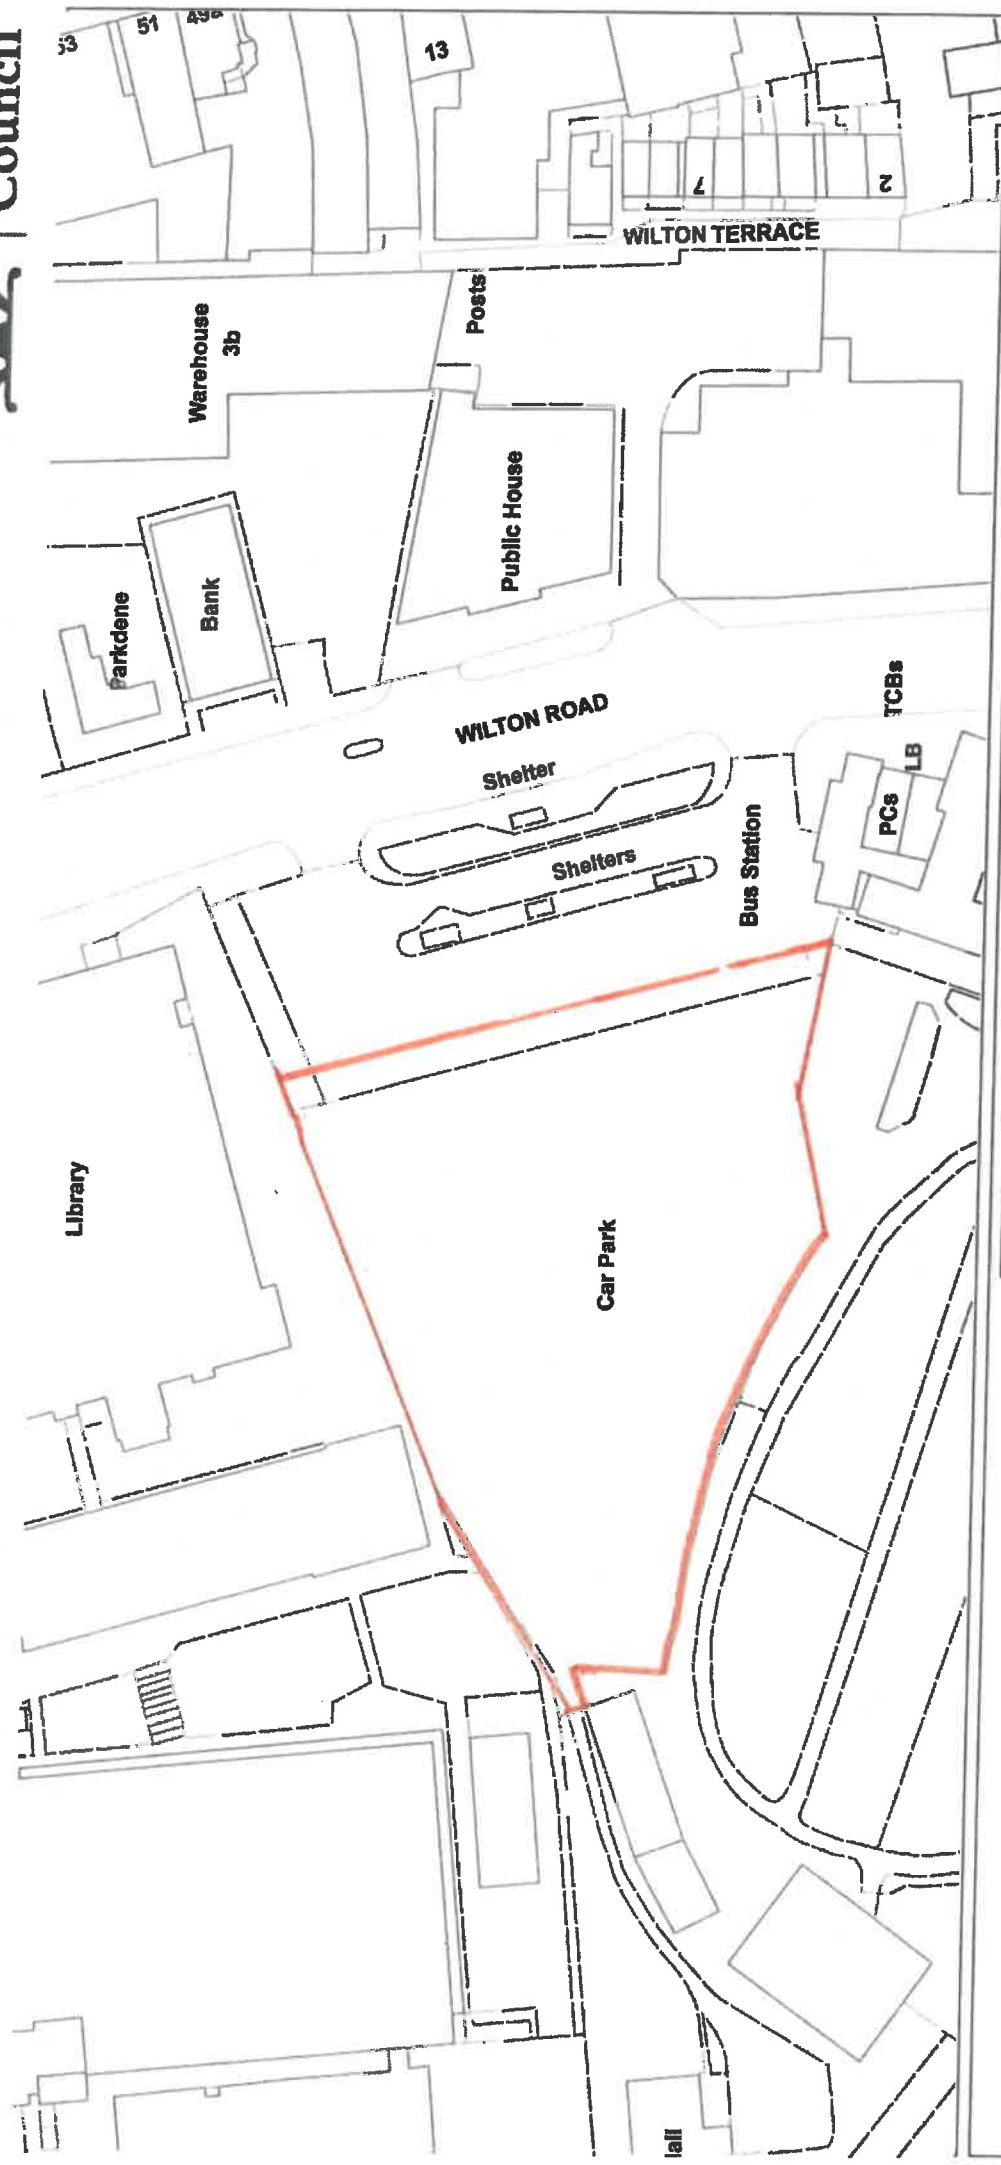 Council
53
51
49a
13
Warehouse
3b
Posts
WILTON TERRACE
7
2
Public House
Parkdene
Bank
WILTON ROAD
Shelter
Shelters
Bus Station
TCBs
LB
PCs
Library
Car Park